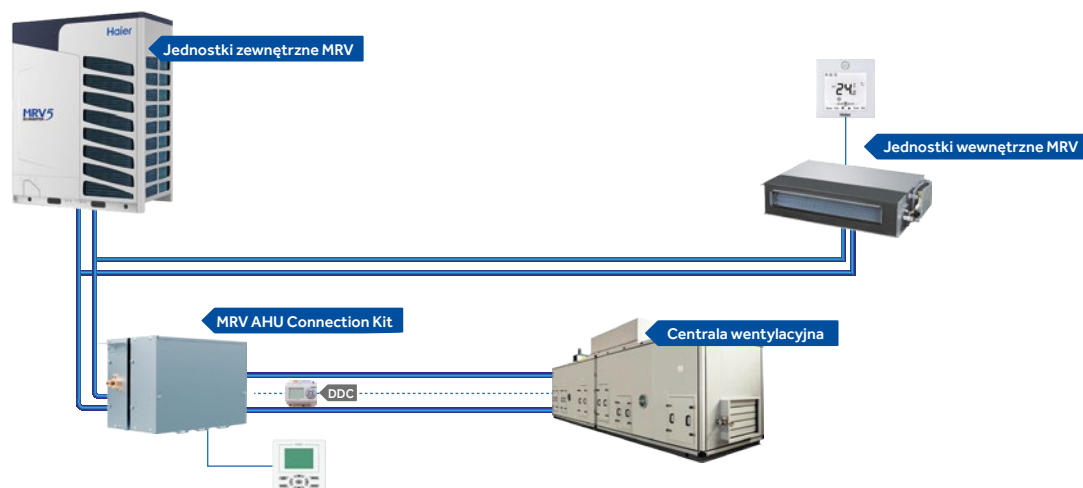 Haier
Jednostki zewnętrzne MRV
MRV5
24
Jednostki wewnętrzne MRV
MRV AHU Connection Kit
Centrala wentylacyjna
DDC